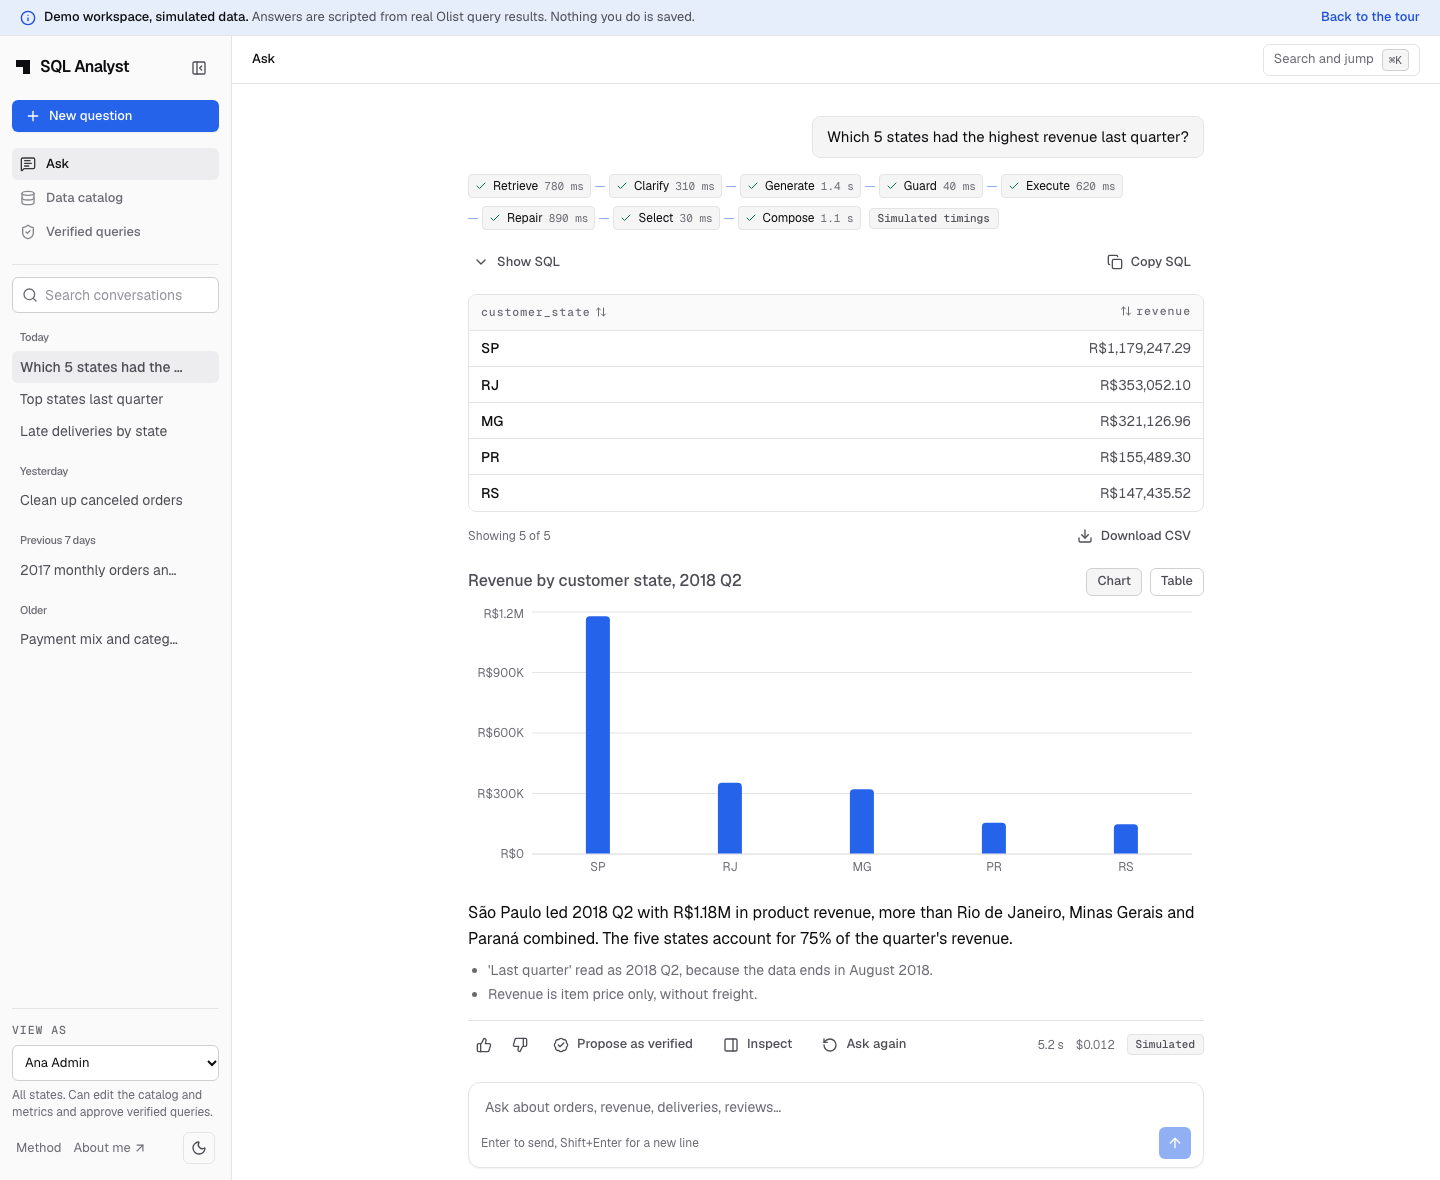 Demo workspace, simulated data. Answers are scripted from real Olist query results. Nothing you do is saved.
Back to the tour
SQL Analyst
New question
Ask
Data catalog
Verified queries
Search conversations
Today
Which 5 states had the ...
Top states last quarter
Late deliveries by state
Yesterday
Clean up canceled orders
Previous 7 days
2017 monthly orders an...
Older
Payment mix and categ...
VIEW AS
Ana Admin
All states. Can edit the catalog and
metrics and approve verified queries.
Method About me
Ask
Search and jump ⌘K
Which 5 states had the highest revenue last quarter?
Retrieve 780 ms Clarify 310 ms Generate 1.4 s Guard 40 ms Execute 620 ms
Repair 890 ms Select 30 ms Compose 1.1 s Simulated timings
Show SQL
Copy SQL
customer_state revenue
SP R$1,179,247.29
RJ R$353,052.10
MG R$321,126.96
PR R$155,489.30
RS R$147,435.52
Showing 5 of 5
Download CSV
Revenue by customer state, 2018 Q2
Chart Table
R$1.2M
R$900K
R$600K
R$300K
R$0
SP RJ MG PR RS
São Paulo led 2018 Q2 with R$1.18M in product revenue, more than Rio de Janeiro, Minas Gerais and
Paraná combined. The five states account for 75% of the quarter's revenue.
'Last quarter' read as 2018 Q2, because the data ends in August 2018.
Revenue is item price only, without freight.
Propose as verified Inspect Ask again 5.2 s $0.012 Simulated
Ask about orders, revenue, deliveries, reviews...
Enter to send, Shift+Enter for a new line